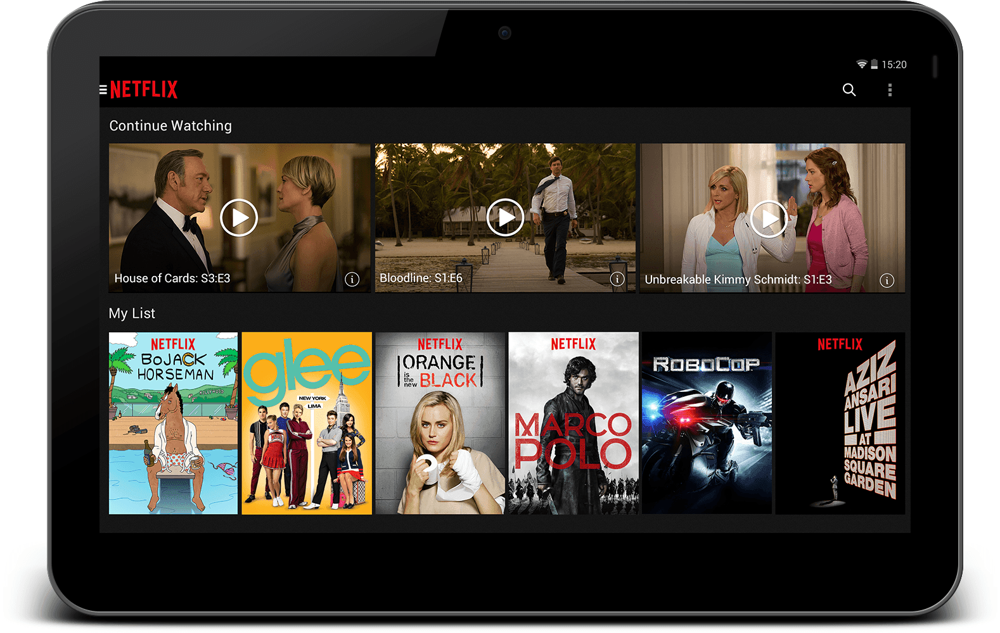 15:20
NETFLIX
Continue Watching
House of Cards: S3:E3
Bloodline: S1:E6
Unbreakable Kimmy Schmidt: S1:E3
My List
NETFLIX
BOJACK
HORSEMAN
HOLLYWOOD
glee
NEW YORK
LIMA
NETFLIX
ORANGE
is
the
new
BLACK
NETFLIX
MARCO
POLO
ROBOCOP
NETFLIX
AZIZ
ANSARI
LIVE
AT
MADISON
SQUARE
GARDEN